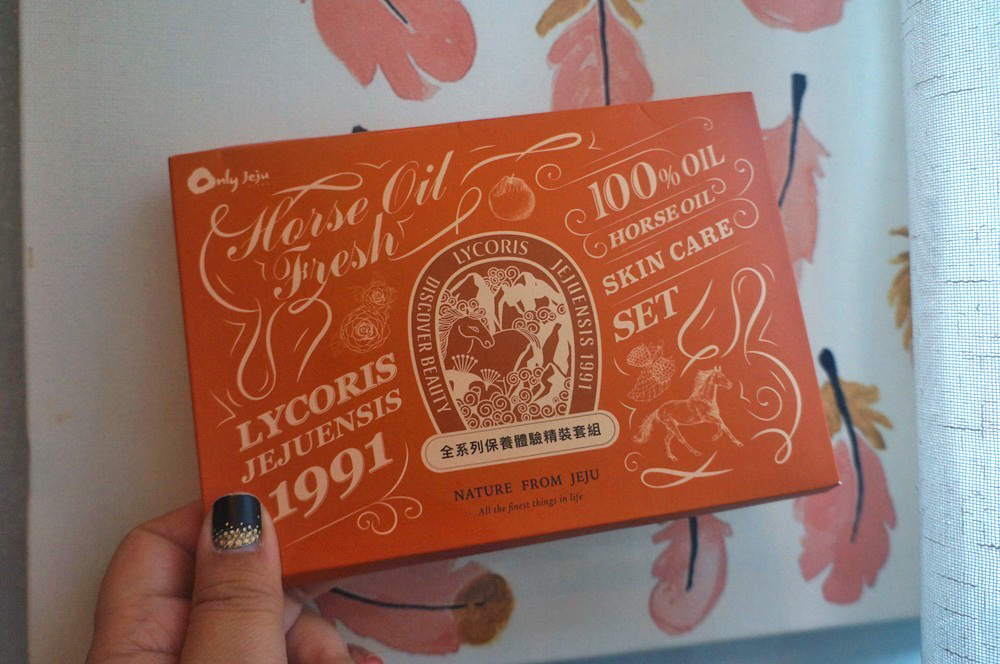 Only Jeju
Horse Oil
Fresh
100% OIL
HORSE OIL
SKIN CARE
SET
DISCOVER BEAUTY LYCORIS JEJUENSIS 1991
LYCORIS
JEJUENSIS
1991
全系列保養體驗精裝套組
NATURE FROM JEJU
All the finest things in life